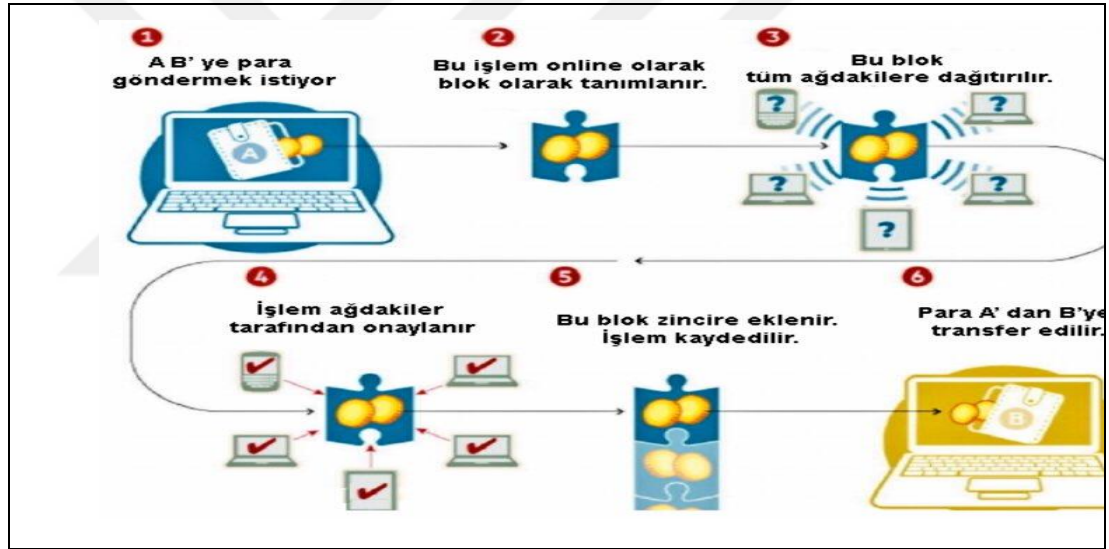 1
A B' ye para
göndermek istiyor
2
Bu işlem online olarak
blok olarak tanımlanır.
3
Bu blok
tüm ağdakilere dağıtırılır.
A
?
?
?
?
?
4
İşlem ağdakiler
tarafından onaylanır
5
Bu blok zincire eklenir.
İşlem kaydedilir.
6
Para A' dan B'ye
transfer edilir.
B